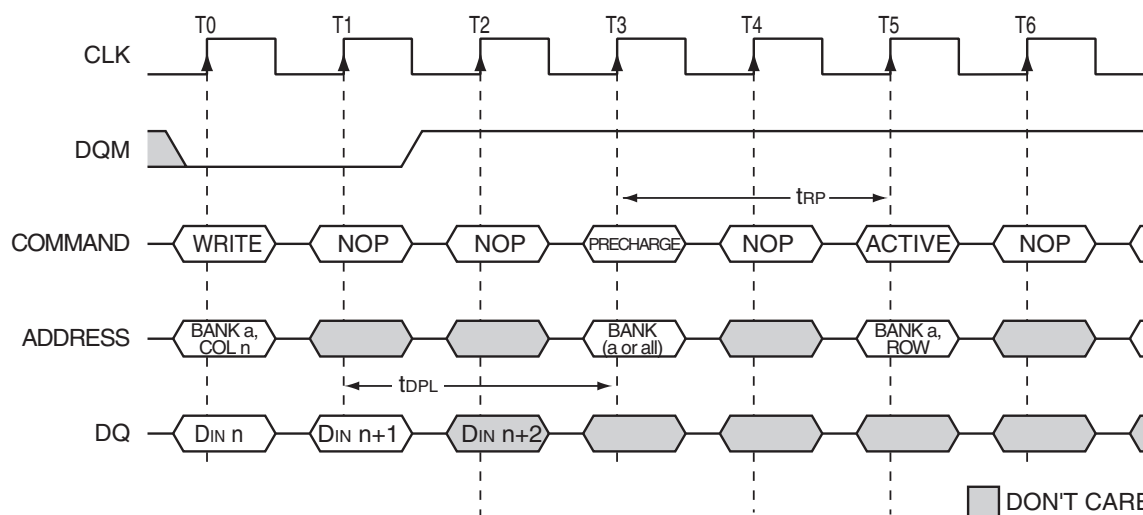 T0 T1 T2 T3 T4 T5 T6
CLK
DQM
tRP
COMMAND WRITE NOP NOP PRECHARGE NOP ACTIVE NOP
ADDRESS BANK a, COL n BANK (a or all) BANK a, ROW
tDPL
DQ DIN n DIN n+1 DIN n+2
DON'T CARE